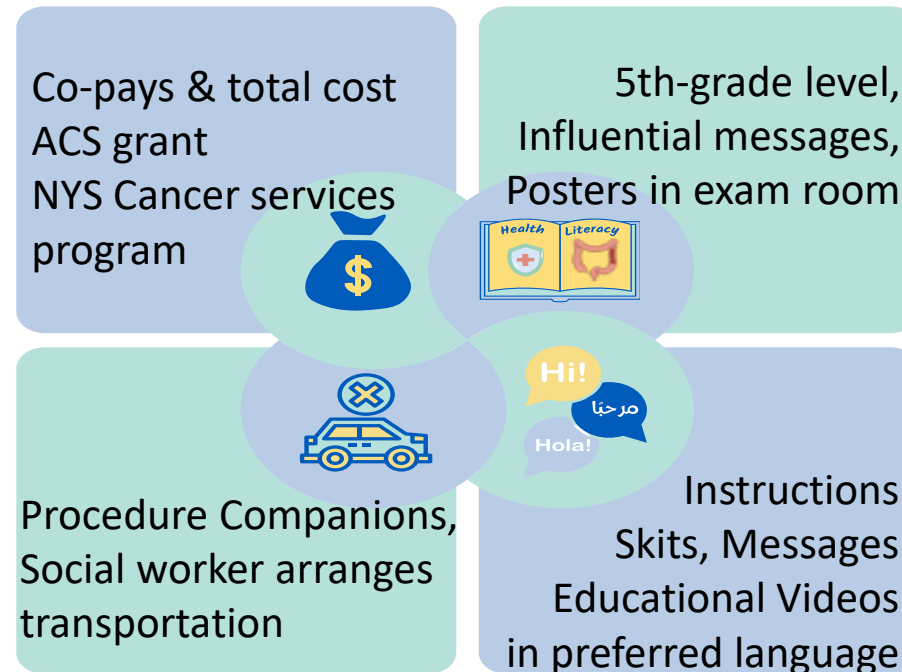 Co-pays & total cost
ACS grant
NYS Cancer services
program
5th-grade level,
Influential messages,
Posters in exam room
$
Health Literacy
Hi!
مرحبًا
Hola!
Procedure Companions,
Social worker arranges
transportation
Instructions
Skits, Messages
Educational Videos
in preferred language